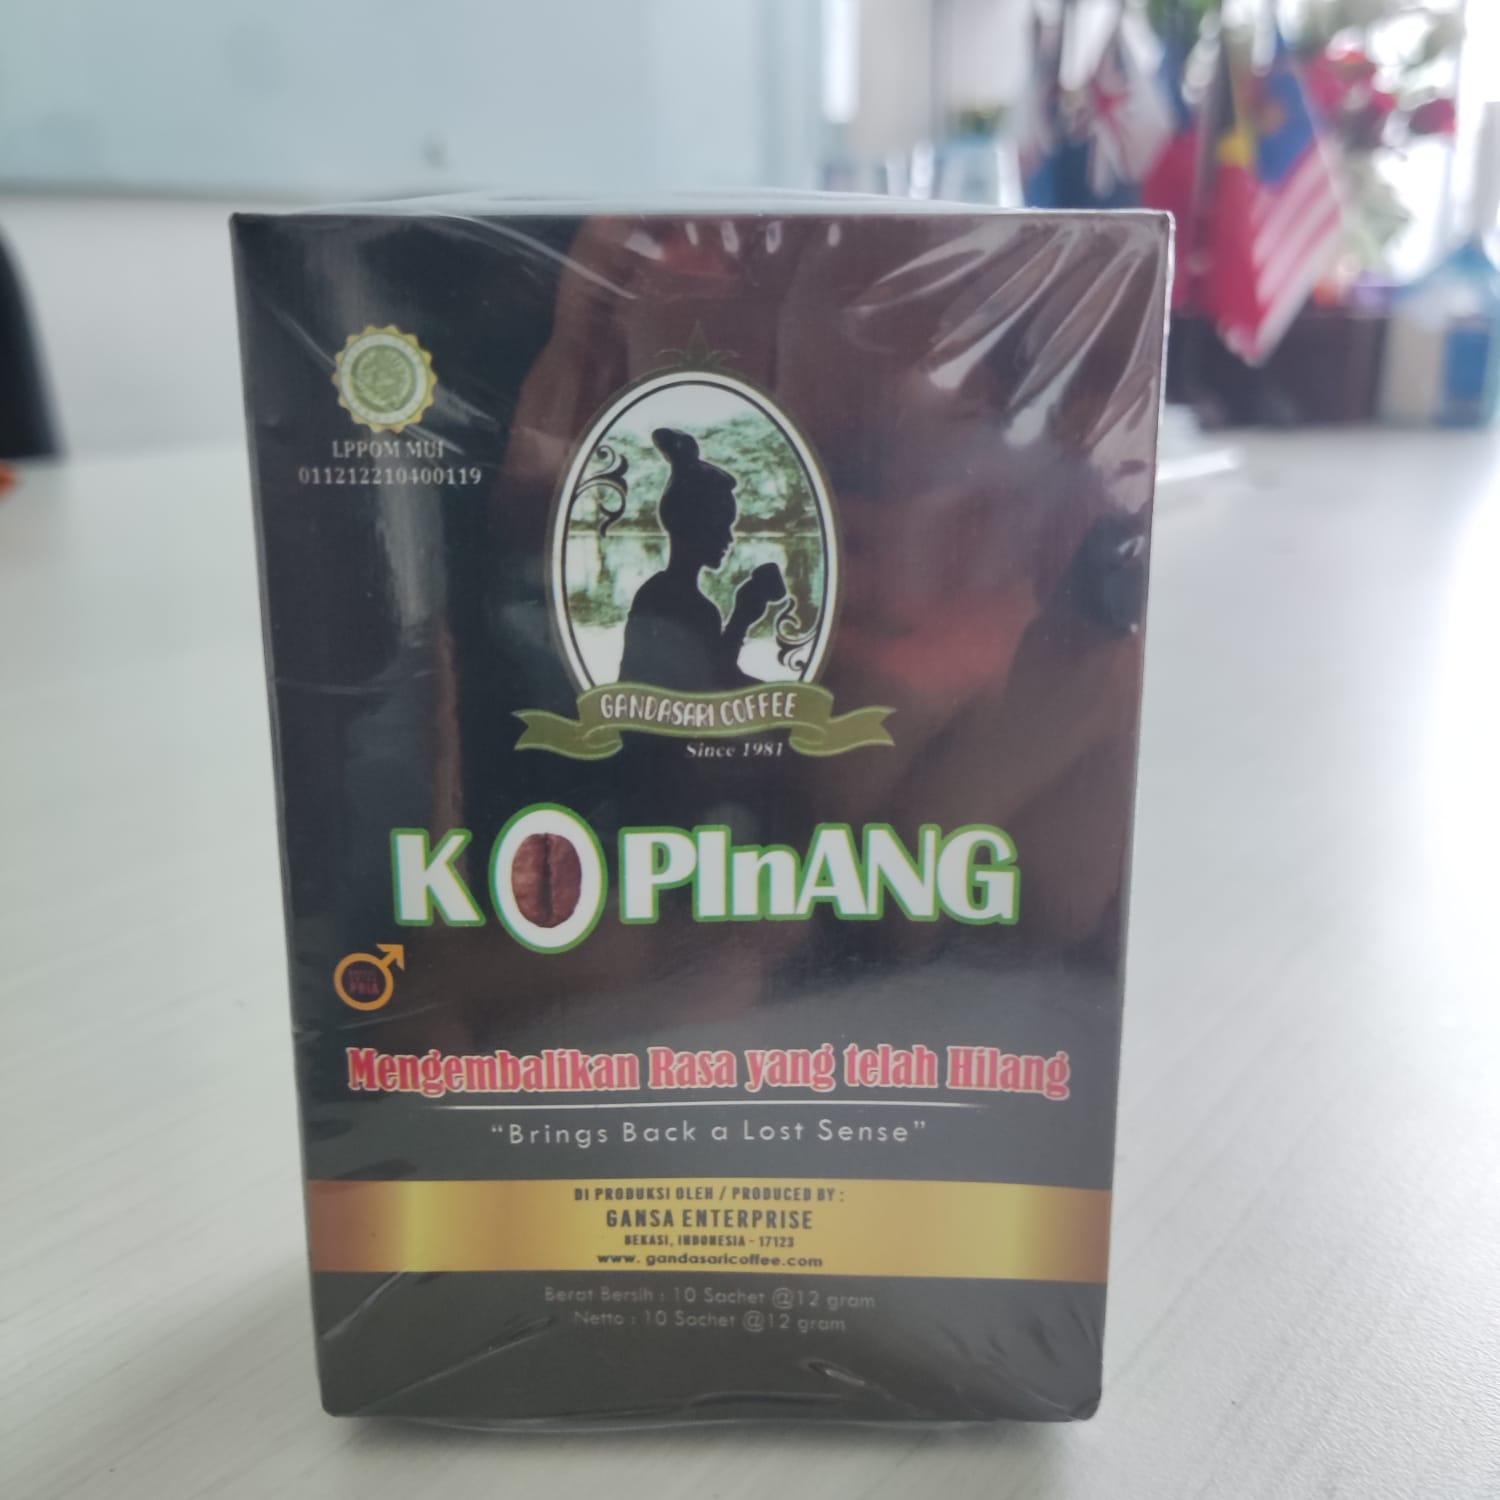 LPPOM MUI
011212210400119
GANDASARI COFFEE
Since 1981
KOPInANG
PRIA
Mengembalikan Rasa yang telah Hilang
“Brings Back a Lost Sense”
DI PRODUKSI OLEH / PRODUCED BY :
GANSA ENTERPRISE
BEKASI, INDONESIA - 17123
www. gandasaricoffee.com
Berat Bersih : 10 Sachet @12 gram
Netto : 10 Sachet @12 gram